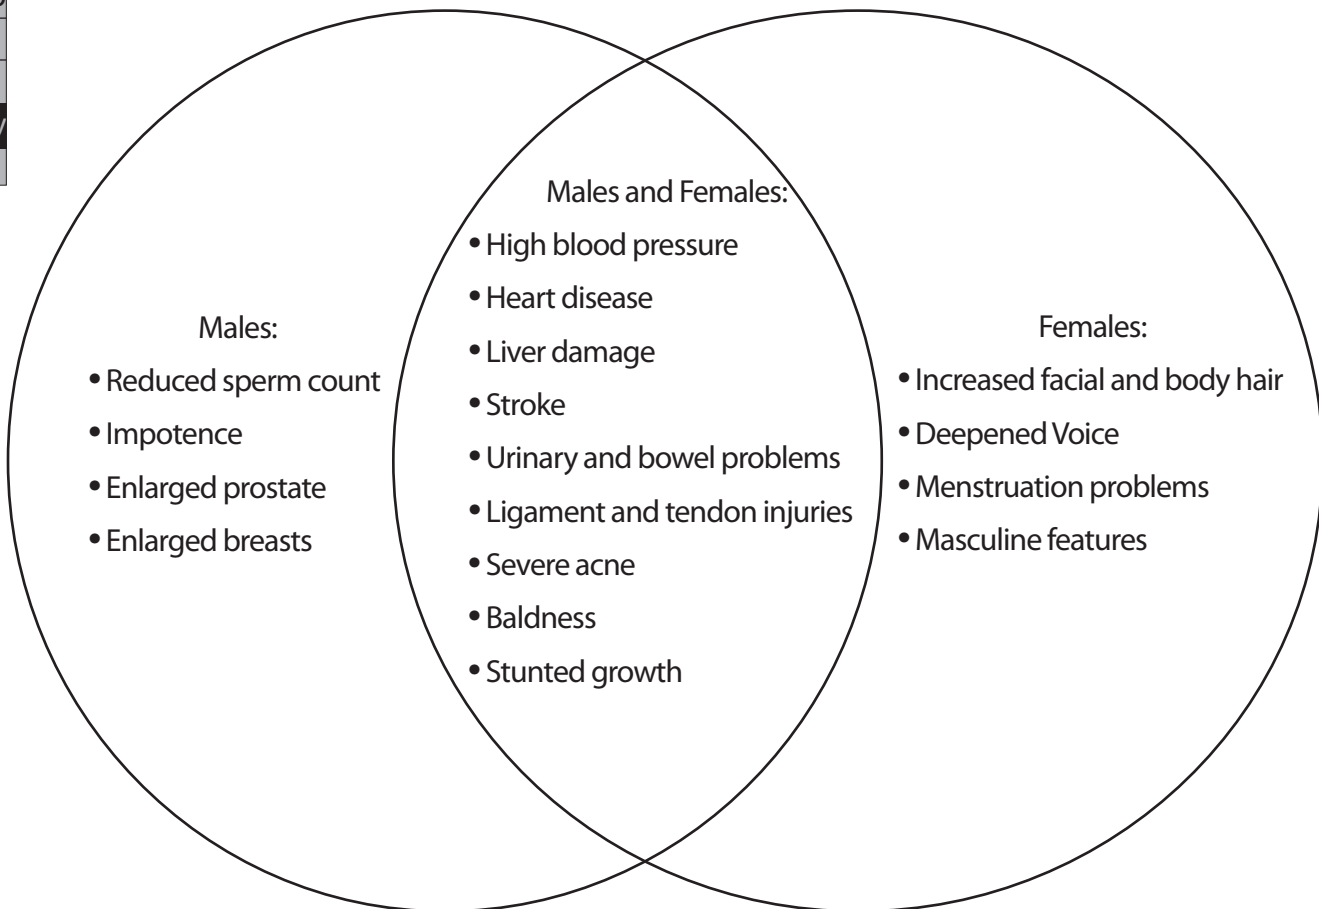 Males and Females:
• High blood pressure
• Heart disease
• Liver damage
• Stroke
• Urinary and bowel problems
• Ligament and tendon injuries
• Severe acne
• Baldness
• Stunted growth
Males:
• Reduced sperm count
• Impotence
• Enlarged prostate
• Enlarged breasts
Females:
• Increased facial and body hair
• Deepened Voice
• Menstruation problems
• Masculine features